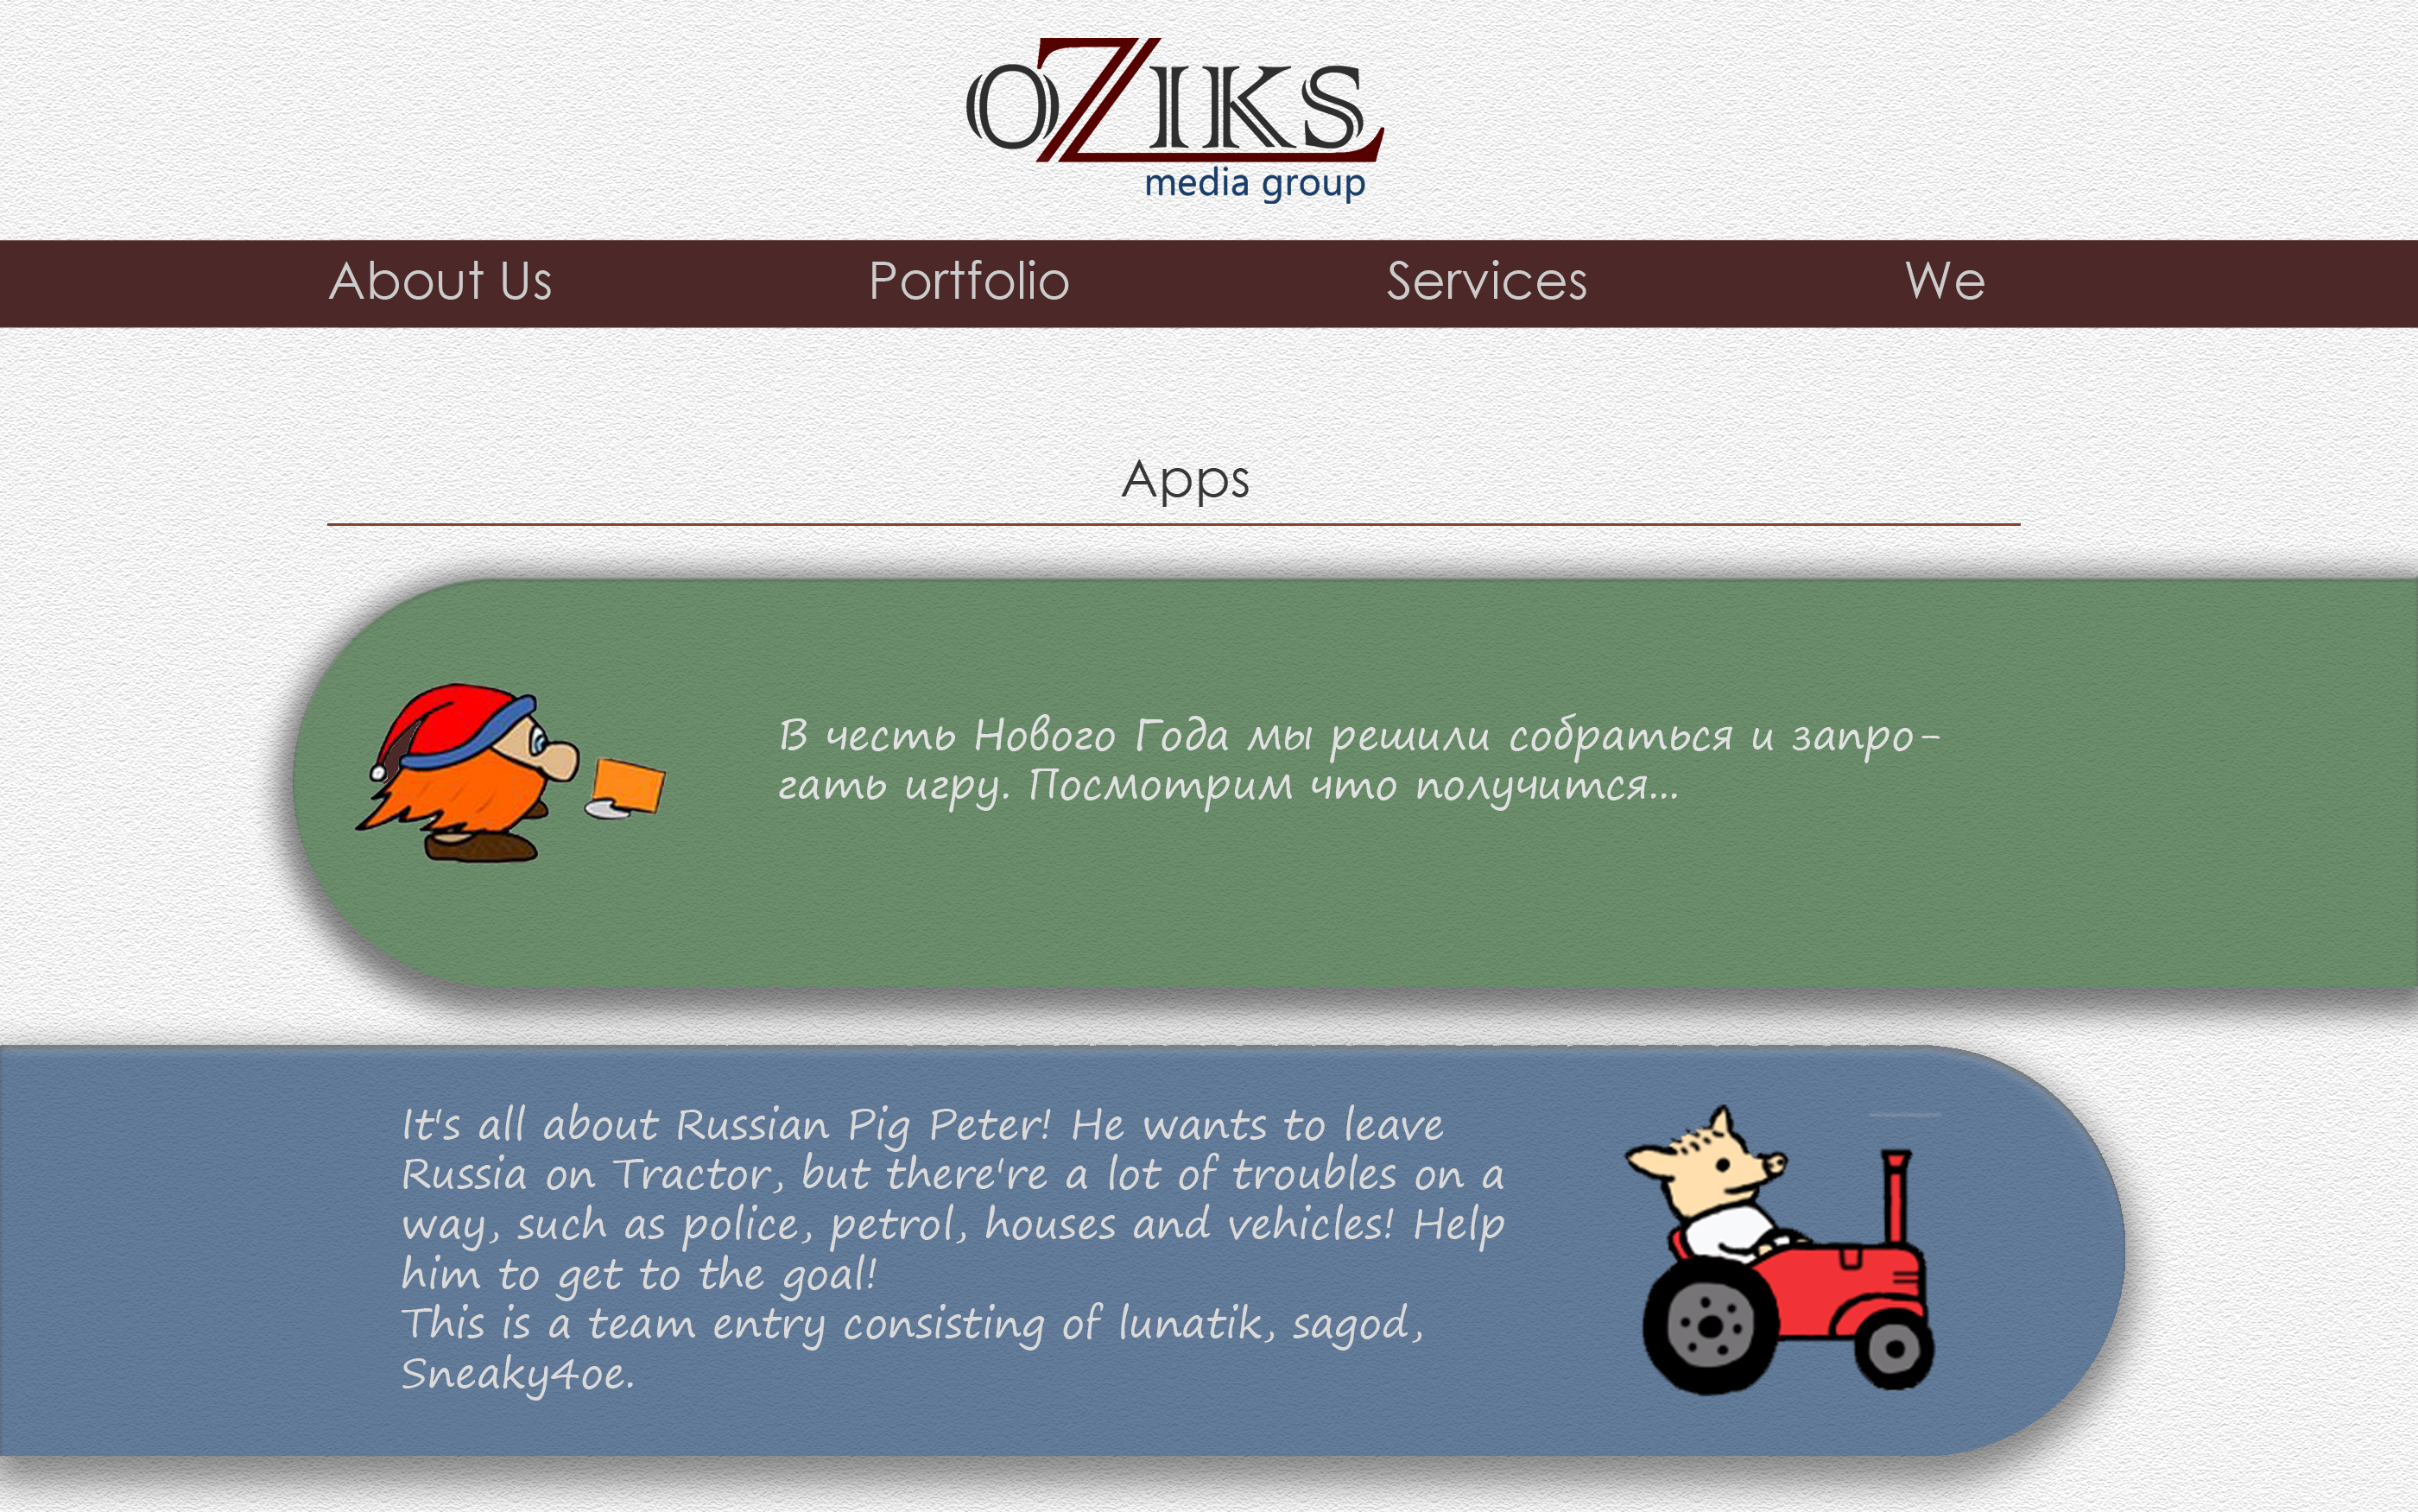 oZIKS
media group
About Us Portfolio Services We
Apps
В честь Нового Года мы решили собраться и запро-
гать игру. Посмотрим что получится...
It's all about Russian Pig Peter! He wants to leave
Russia on Tractor, but there're a lot of troubles on a
way, such as police, petrol, houses and vehicles! Help
him to get to the goal!
This is a team entry consisting of lunatik, sagod,
Sneaky4oe.